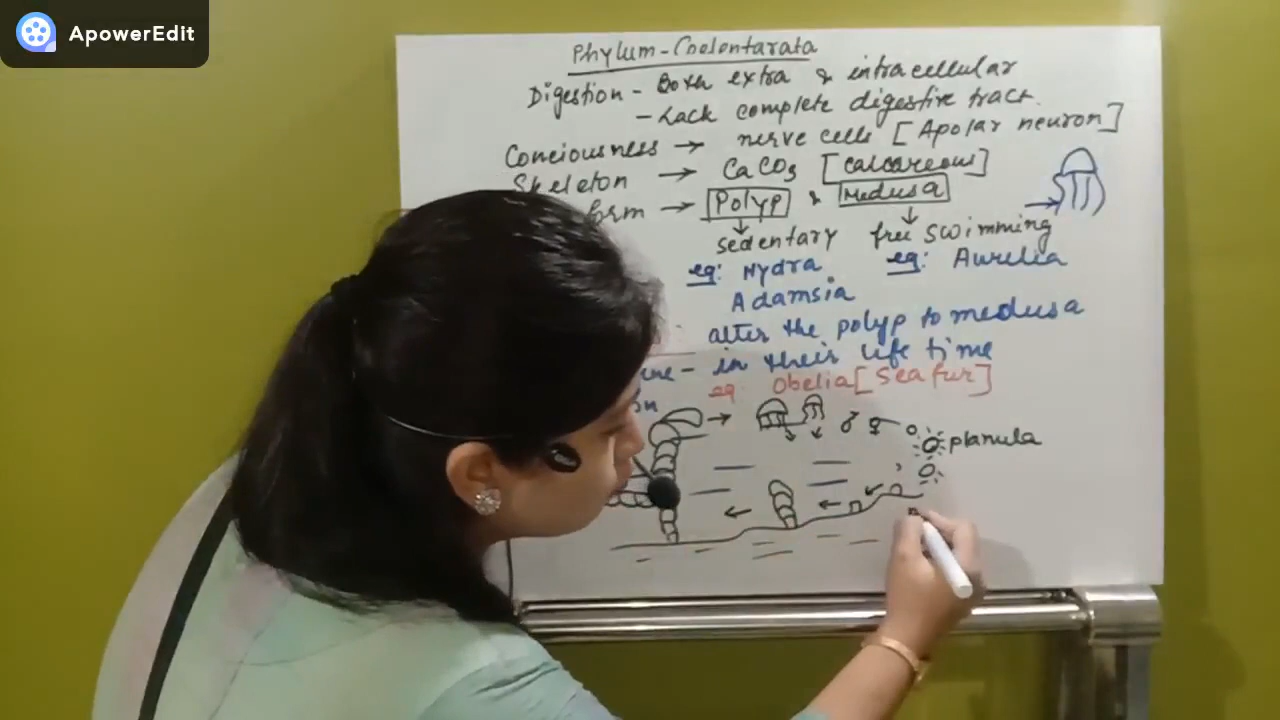 ApowerEdit
Phylum-Coelentarata
Digestion - Both extra & intracellular
- Lack complete digestive tract.
Conciousness → nerve cells [Apolar neuron]
Skeleton → CaCO3 [calcareous]
form → Polyp & Medusa
sedentary free swimming
eg: Hydra eg: Aurelia
Adamsia
alter the polyp to medusa
in their life time
eg. Obelia [Sea fur]
♂ ♀
planula